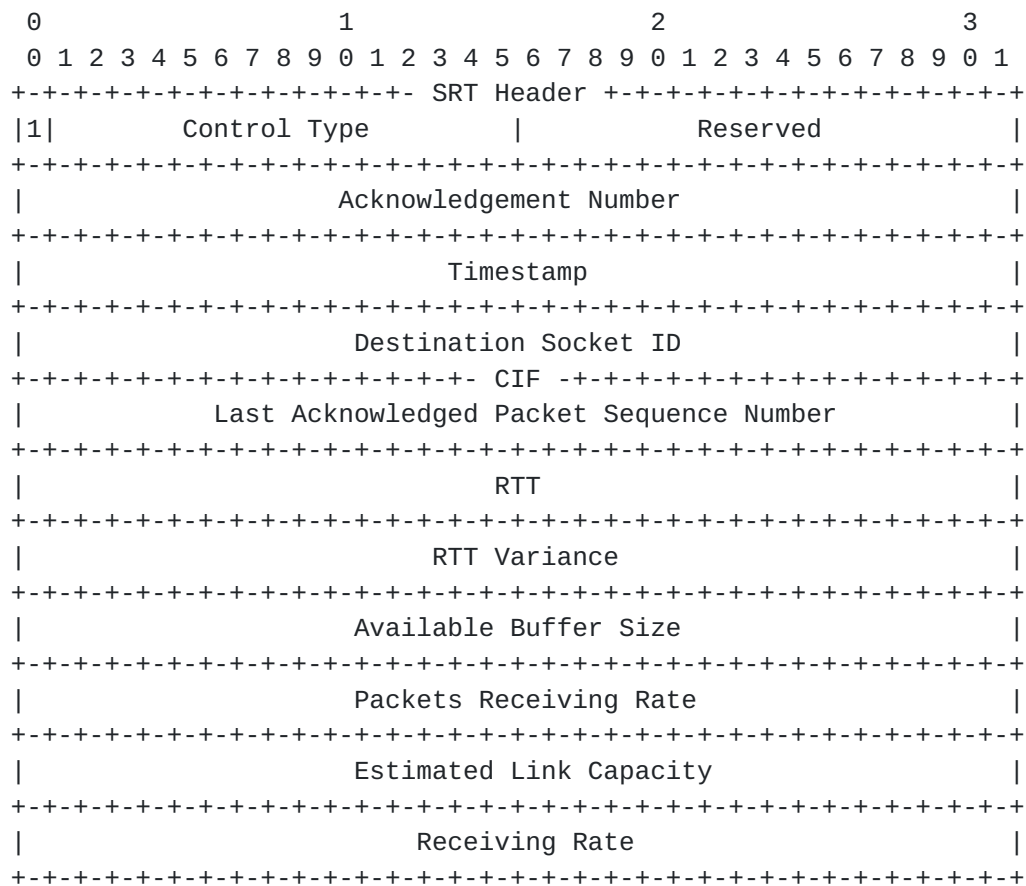 0                   1                   2                   3
 0 1 2 3 4 5 6 7 8 9 0 1 2 3 4 5 6 7 8 9 0 1 2 3 4 5 6 7 8 9 0 1
+-+-+-+-+-+-+-+-+-+-+-+-+- SRT Header +-+-+-+-+-+-+-+-+-+-+-+-+-+
|1|        Control Type         |           Reserved            |
+-+-+-+-+-+-+-+-+-+-+-+-+-+-+-+-+-+-+-+-+-+-+-+-+-+-+-+-+-+-+-+-+
|                    Acknowledgement Number                     |
+-+-+-+-+-+-+-+-+-+-+-+-+-+-+-+-+-+-+-+-+-+-+-+-+-+-+-+-+-+-+-+-+
|                           Timestamp                           |
+-+-+-+-+-+-+-+-+-+-+-+-+-+-+-+-+-+-+-+-+-+-+-+-+-+-+-+-+-+-+-+-+
|                     Destination Socket ID                     |
+-+-+-+-+-+-+-+-+-+-+-+-+-+-+- CIF -+-+-+-+-+-+-+-+-+-+-+-+-+-+-+
|            Last Acknowledged Packet Sequence Number           |
+-+-+-+-+-+-+-+-+-+-+-+-+-+-+-+-+-+-+-+-+-+-+-+-+-+-+-+-+-+-+-+-+
|                              RTT                              |
+-+-+-+-+-+-+-+-+-+-+-+-+-+-+-+-+-+-+-+-+-+-+-+-+-+-+-+-+-+-+-+-+
|                          RTT Variance                         |
+-+-+-+-+-+-+-+-+-+-+-+-+-+-+-+-+-+-+-+-+-+-+-+-+-+-+-+-+-+-+-+-+
|                     Available Buffer Size                     |
+-+-+-+-+-+-+-+-+-+-+-+-+-+-+-+-+-+-+-+-+-+-+-+-+-+-+-+-+-+-+-+-+
|                     Packets Receiving Rate                    |
+-+-+-+-+-+-+-+-+-+-+-+-+-+-+-+-+-+-+-+-+-+-+-+-+-+-+-+-+-+-+-+-+
|                     Estimated Link Capacity                   |
+-+-+-+-+-+-+-+-+-+-+-+-+-+-+-+-+-+-+-+-+-+-+-+-+-+-+-+-+-+-+-+-+
|                         Receiving Rate                        |
+-+-+-+-+-+-+-+-+-+-+-+-+-+-+-+-+-+-+-+-+-+-+-+-+-+-+-+-+-+-+-+-+